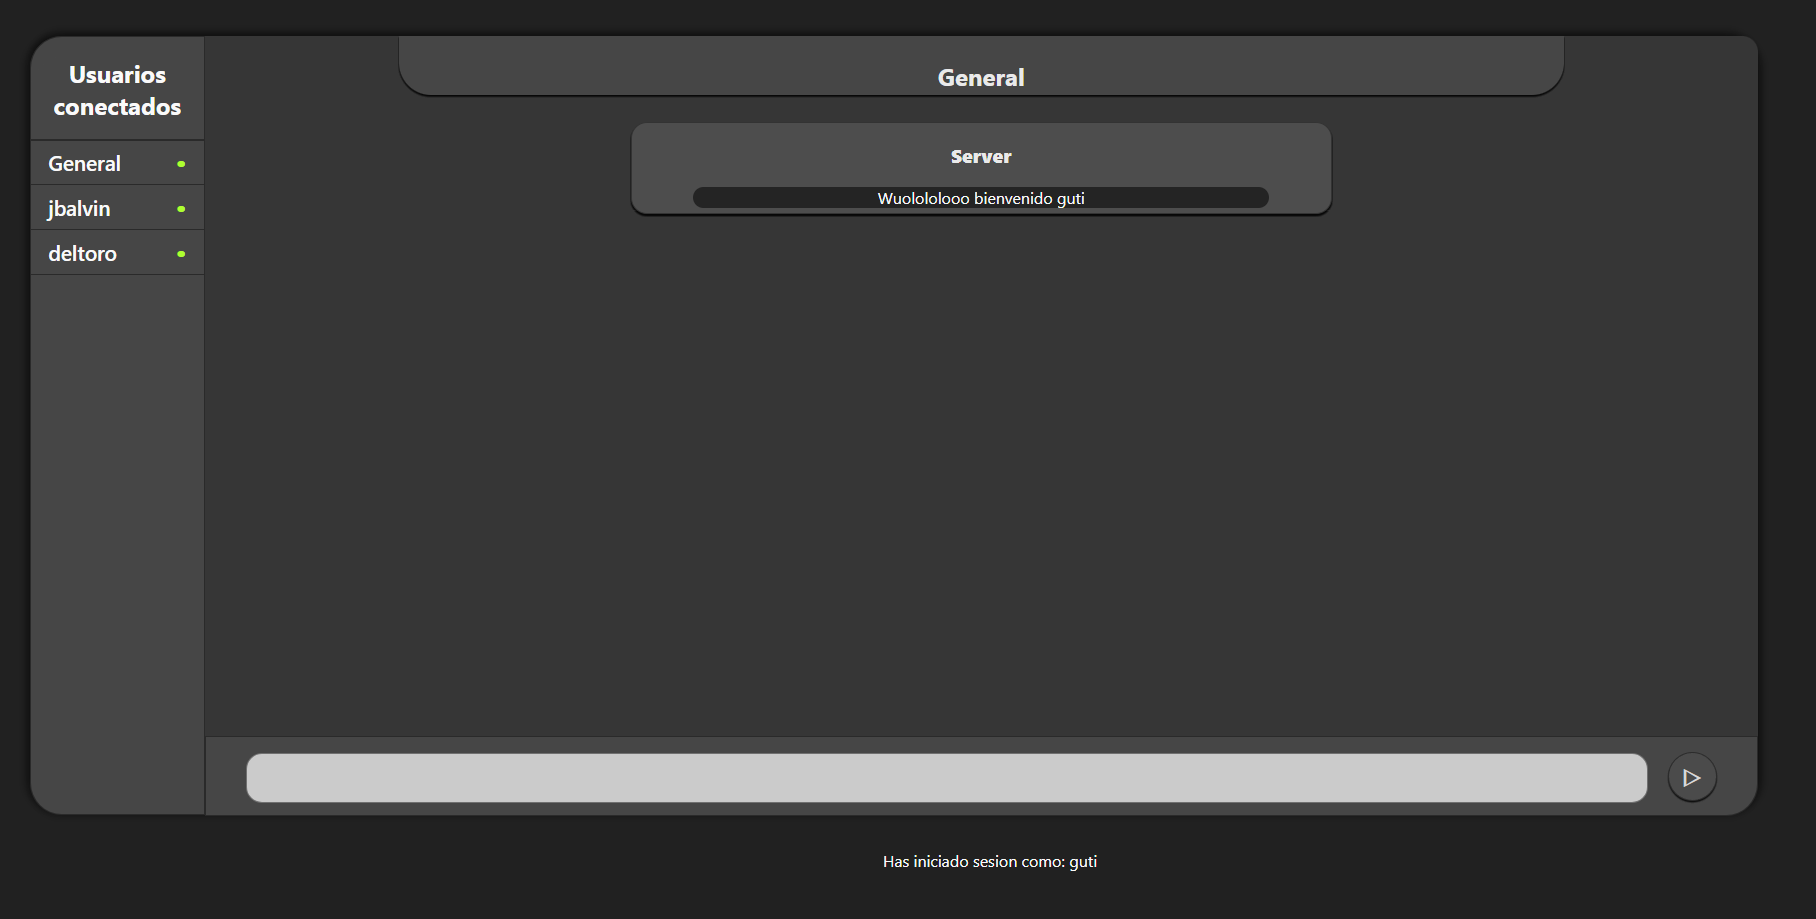 Usuarios
conectados
General
jbalvin
deltoro
General
Server
Wuolololooo bienvenido guti
Has iniciado sesion como: guti